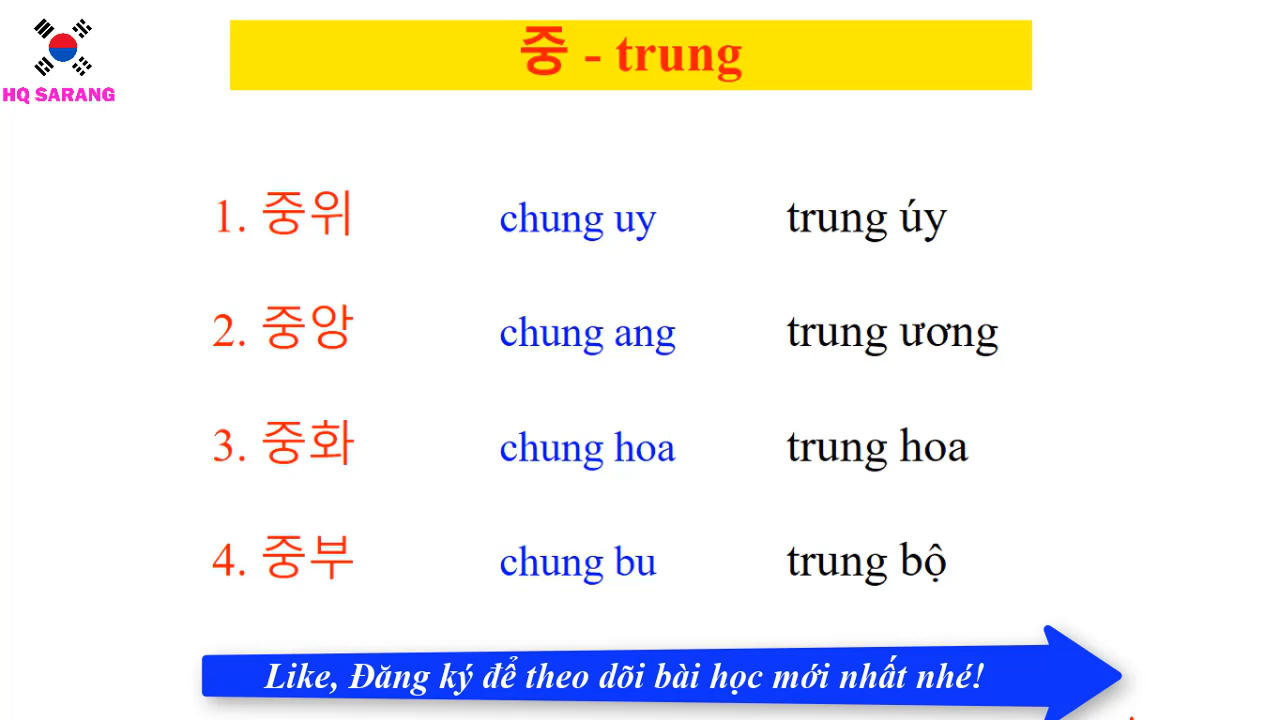 HQ SARANG
중 - trung
1. 중위 chung uy trung úy
2. 중앙 chung ang trung ương
3. 중화 chung hoa trung hoa
4. 중부 chung bu trung bộ
Like, Đăng ký để theo dõi bài học mới nhất nhé!